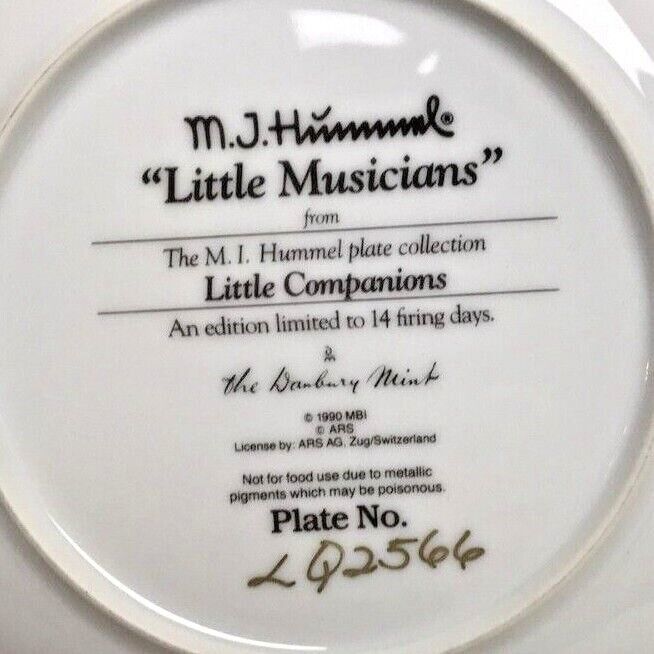 M.J.Hummel®
“Little Musicians”
from
The M. I. Hummel plate collection
Little Companions
An edition limited to 14 firing days.
The Danbury Mint
© 1990 MBI
© ARS
License by: ARS AG. Zug/Switzerland
Not for food use due to metallic
pigments which may be poisonous.
Plate No.
LQ2566